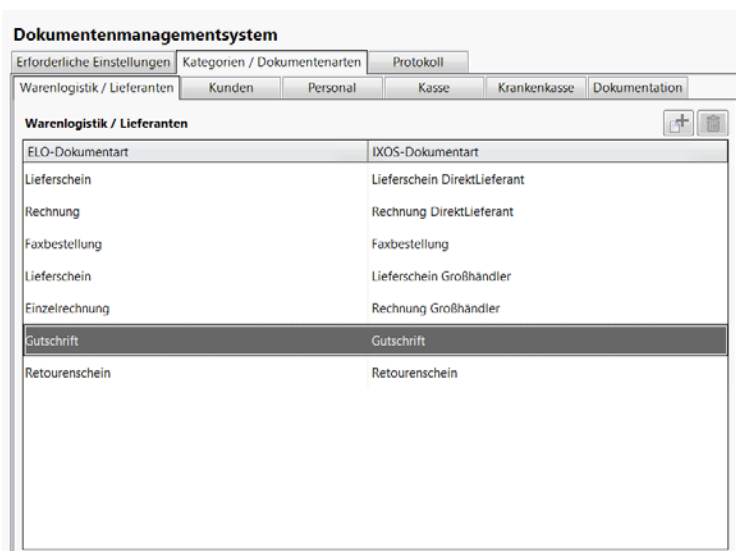 Dokumentenmanagementsystem
Erforderliche Einstellungen Kategorien / Dokumentenarten Protokoll
Warenlogistik / Lieferanten Kunden Personal Kasse Krankenkasse Dokumentation
Warenlogistik / Lieferanten
ELO-Dokumentart IXOS-Dokumentart
Lieferschein Lieferschein DirektLieferant
Rechnung Rechnung DirektLieferant
Faxbestellung Faxbestellung
Lieferschein Lieferschein Großhändler
Einzelrechnung Rechnung Großhändler
Gutschrift Gutschrift
Retourenschein Retourenschein